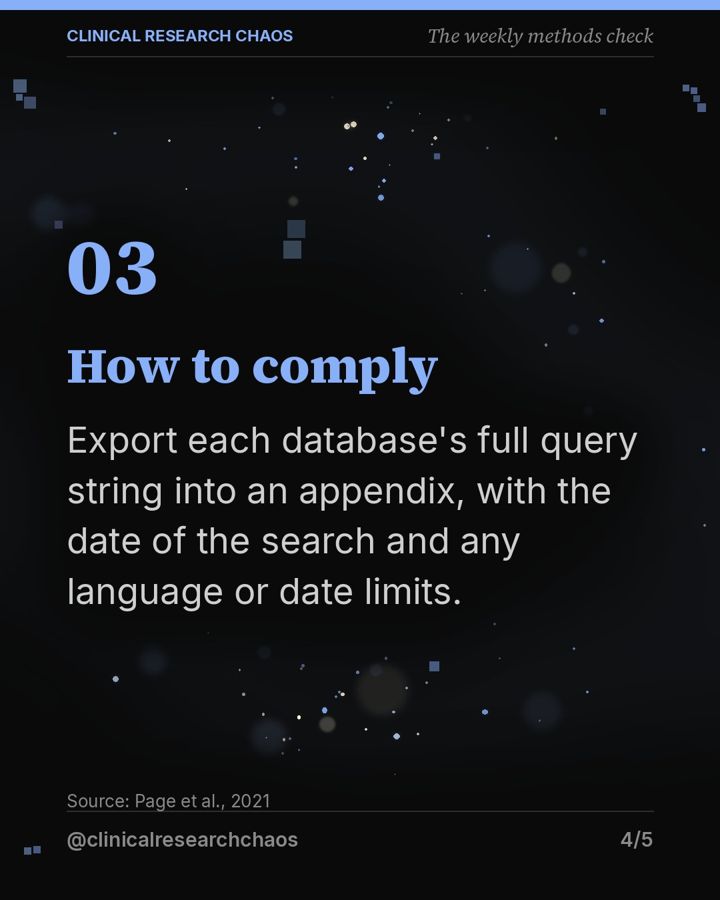 CLINICAL RESEARCH CHAOS
The weekly methods check
03
How to comply
Export each database's full query
string into an appendix, with the
date of the search and any
language or date limits.
Source: Page et al., 2021
@clinicalresearchchaos
4/5